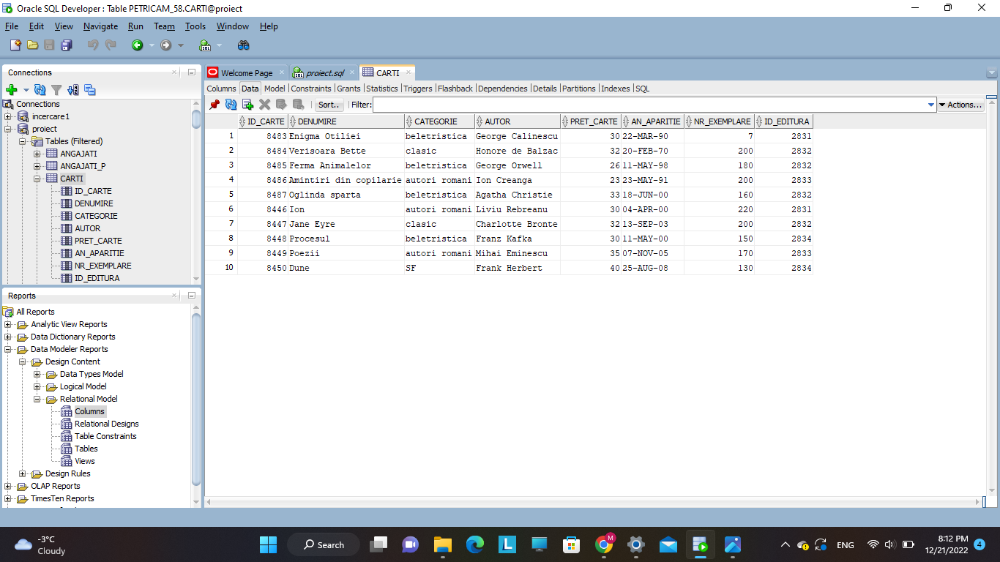 Oracle SQL Developer : Table PETRICAM_58.CARTI@proiect
File Edit View Navigate Run Team Tools Window Help
Connections
Connections
incercare1
proiect
Tables (Filtered)
ANGAJATI
ANGAJATI_P
CARTI
ID_CARTE
DENUMIRE
CATEGORIE
AUTOR
PRET_CARTE
AN_APARITIE
NR_EXEMPLARE
ID_EDITURA
Reports
All Reports
Analytic View Reports
Data Dictionary Reports
Data Modeler Reports
Design Content
Data Types Model
Logical Model
Relational Model
Columns
Relational Designs
Table Constraints
Tables
Views
Design Rules
OLAP Reports
TimesTen Reports
Welcome Page proiect.sql CARTI
Columns Data Model Constraints Grants Statistics Triggers Flashback Dependencies Details Partitions Indexes SQL
Sort.. Filter: Actions...
ID_CARTE DENUMIRE CATEGORIE AUTOR PRET_CARTE AN_APARITIE NR_EXEMPLARE ID_EDITURA
1 8483 Enigma Otiliei beletristica George Calinescu 30 22-MAR-90 7 2831
2 8484 Verisoara Bette clasic Honore de Balzac 32 20-FEB-70 200 2832
3 8485 Ferma Animalelor beletristica George Orwell 26 11-MAY-98 180 2832
4 8486 Amintiri din copilarie autori romani Ion Creanga 23 23-MAY-91 200 2833
5 8487 Oglinda sparta beletristica Agatha Christie 33 18-JUN-00 160 2832
6 8446 Ion autori romani Liviu Rebreanu 30 04-APR-00 220 2831
7 8447 Jane Eyre clasic Charlotte Bronte 32 13-SEP-03 200 2832
8 8448 Procesul beletristica Franz Kafka 30 11-MAY-00 150 2834
9 8449 Poezii autori romani Mihai Eminescu 35 07-NOV-05 170 2833
10 8450 Dune SF Frank Herbert 40 25-AUG-08 130 2834
-3°C
Cloudy
Search
L
M
ENG
8:12 PM
12/21/2022
4